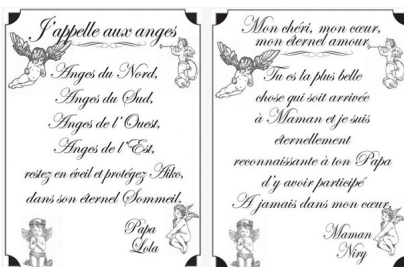 J'appelle aux anges
Anges du Nord,
Anges du Sud,
Anges de l'Ouest,
Anges de l'Est,
restez en éveil et protégez Aïko,
dans son éternel Sommeil.
Papa
Lola
Mon chéri, mon cœur,
mon éternel amour
Tu es la plus belle
chose qui soit arrivée
à Maman et je suis
éternellement
reconnaissante à ton Papa
d'y avoir participé
A jamais dans mon cœur,
Maman
Niry